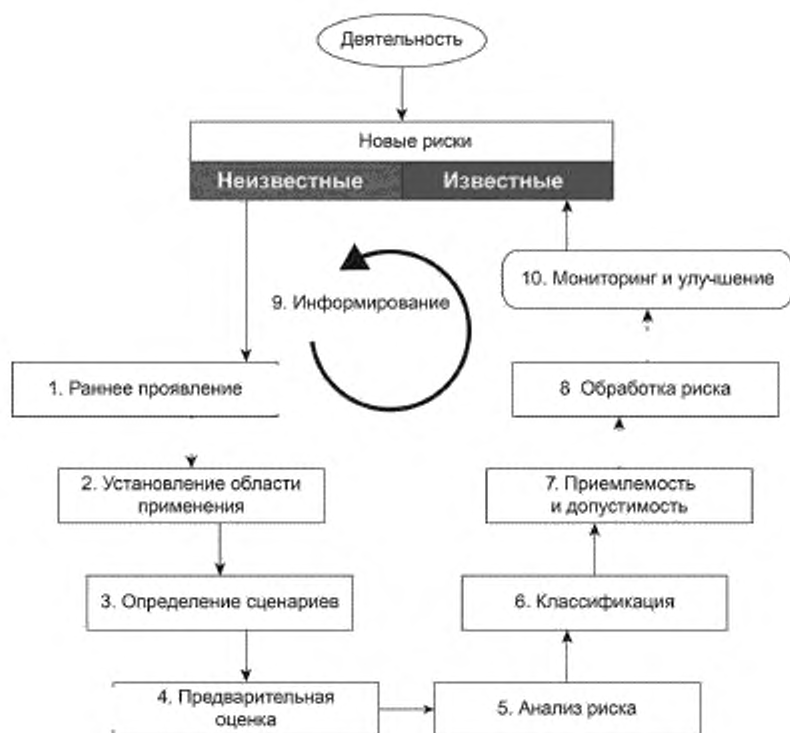 Деятельность
Новые риски
Неизвестные
Известные
10. Мониторинг и улучшение
9. Информирование
1. Раннее проявление
8 Обработка риска
2. Установление области
применения
7. Приемлемость
и допустимость
3. Определение сценариев
6. Классификация
4. Предварительная
оценка
5. Анализ риска